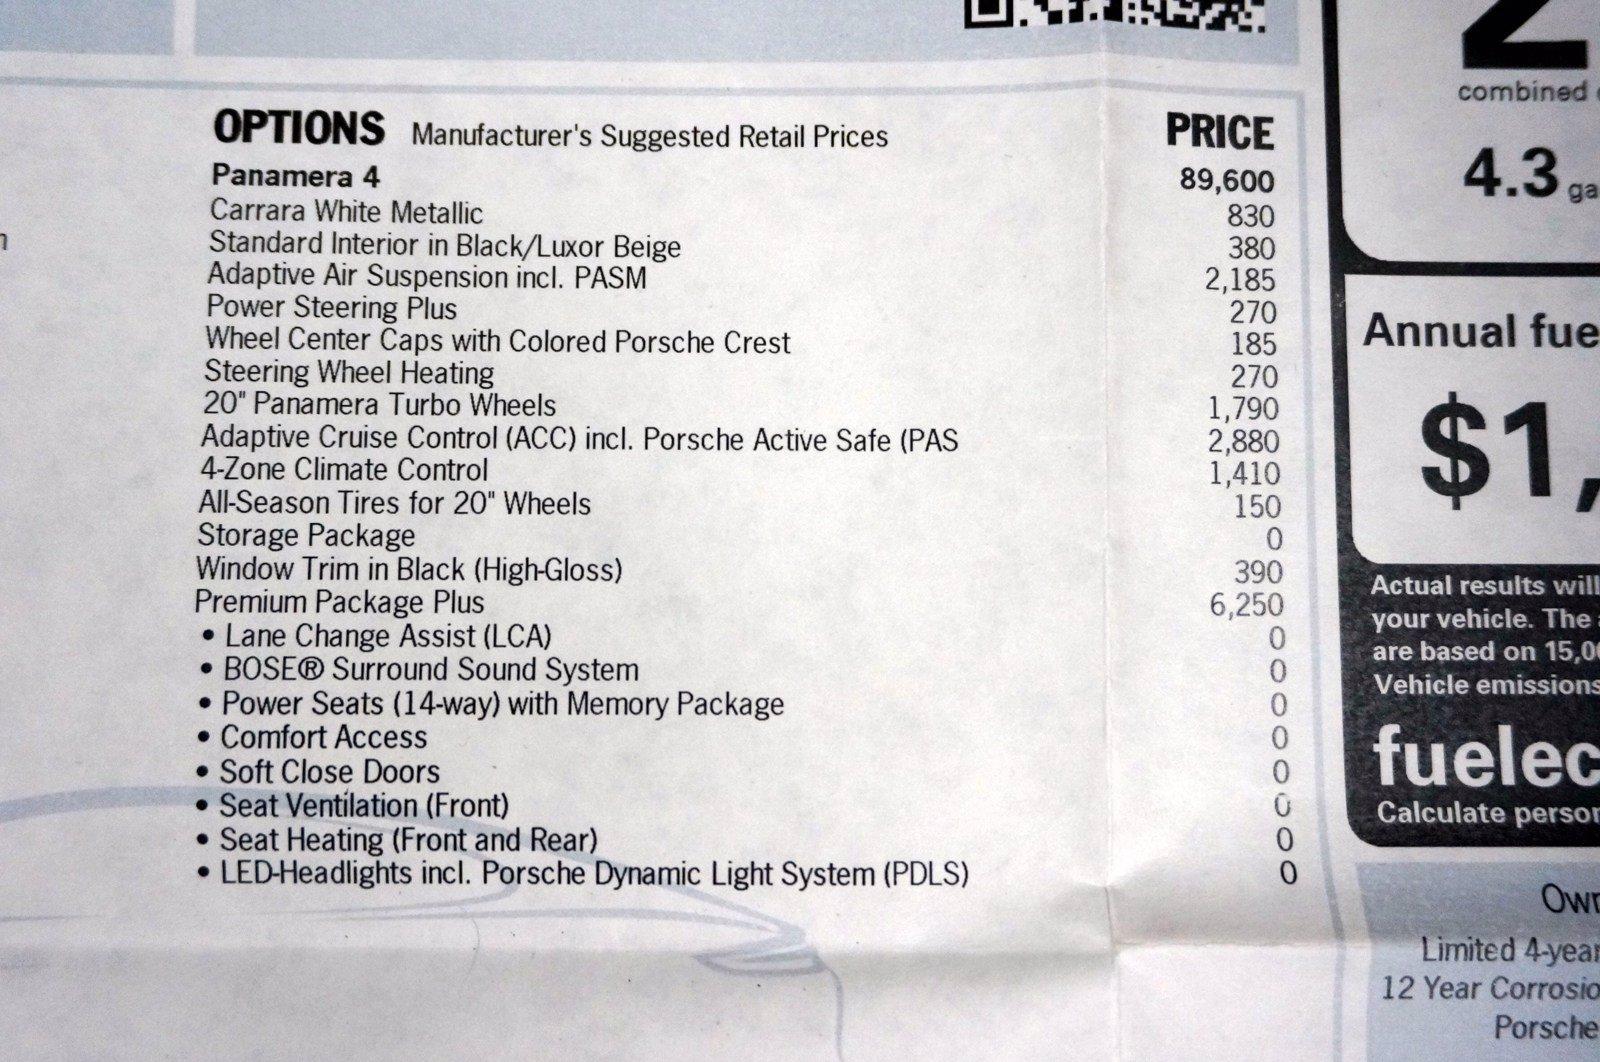 OPTIONS Manufacturer's Suggested Retail Prices PRICE
Panamera 4 89,600
Carrara White Metallic 830
Standard Interior in Black/Luxor Beige 380
Adaptive Air Suspension incl. PASM 2,185
Power Steering Plus 270
Wheel Center Caps with Colored Porsche Crest 185
Steering Wheel Heating 270
20" Panamera Turbo Wheels 1,790
Adaptive Cruise Control (ACC) incl. Porsche Active Safe (PAS 2,880
4-Zone Climate Control 1,410
All-Season Tires for 20" Wheels 150
Storage Package 0
Window Trim in Black (High-Gloss) 390
Premium Package Plus 6,250
• Lane Change Assist (LCA) 0
• BOSE® Surround Sound System 0
• Power Seats (14-way) with Memory Package 0
• Comfort Access 0
• Soft Close Doors 0
• Seat Ventilation (Front) 0
• Seat Heating (Front and Rear) 0
• LED-Headlights incl. Porsche Dynamic Light System (PDLS) 0
2
combined
4.3 ga
Annual fue
$1,
Actual results will
your vehicle. The
are based on 15,0
Vehicle emissions
fuelec
Calculate person
Own
Limited 4-year
12 Year Corrosio
Porsche